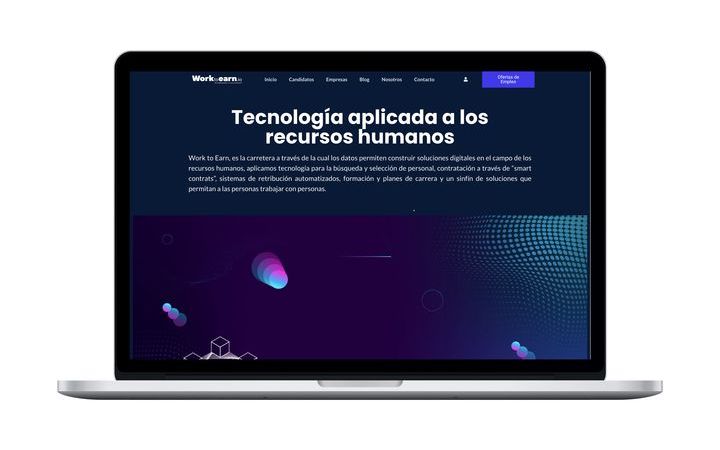 Worktoearn.io
Inicio Candidatos Empresas Blog Nosotros Contacto
Ofertas de
Empleo
Tecnología aplicada a los
recursos humanos
Work to Earn, es la carretera a través de la cual los datos permiten construir soluciones digitales en el campo de los
recursos humanos, aplicamos tecnología para la búsqueda y selección de personal, contratación a través de “smart
contrats”, sistemas de retribución automatizados, formación y planes de carrera y un sinfín de soluciones que
permitan a las personas trabajar con personas.